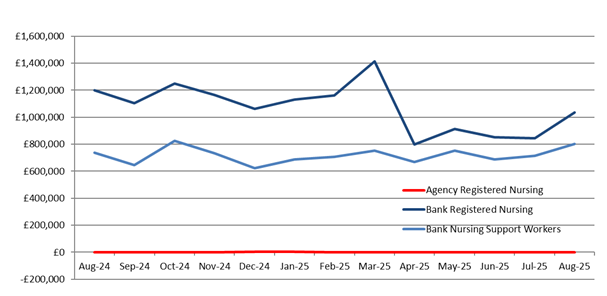 £1,600,000
£1,400,000
£1,200,000
£1,000,000
£800,000
£600,000
£400,000
£200,000
£0
-£200,000
Agency Registered Nursing
Bank Registered Nursing
Bank Nursing Support Workers
Aug-24 Sep-24 Oct-24 Nov-24 Dec-24 Jan-25 Feb-25 Mar-25 Apr-25 May-25 Jun-25 Jul-25 Aug-25